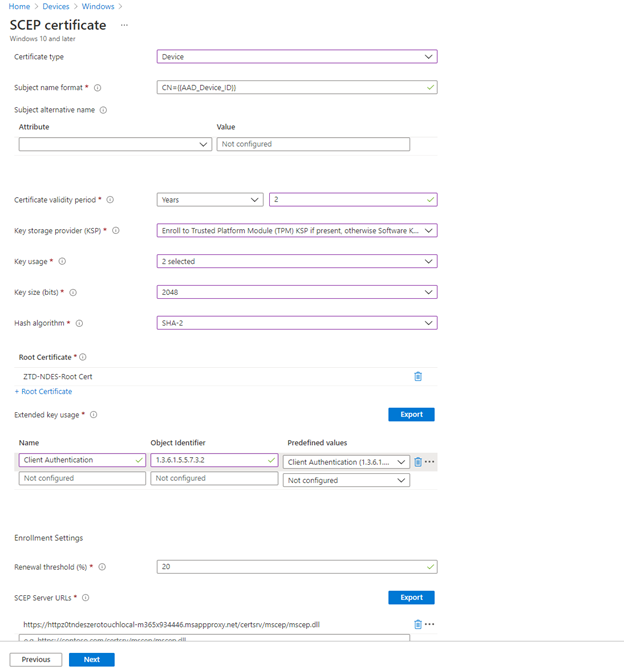 Home > Devices > Windows >
SCEP certificate ...
Windows 10 and later
Certificate type Device
Subject name format * CN={{AAD_Device_ID}}
Subject alternative name
Attribute Value
Not configured
Certificate validity period * Years 2
Key storage provider (KSP) * Enroll to Trusted Platform Module (TPM) KSP if present, otherwise Software K...
Key usage * 2 selected
Key size (bits) * 2048
Hash algorithm * SHA-2
Root Certificate *
ZTD-NDES-Root Cert
+ Root Certificate
Extended key usage * Export
Name Object Identifier Predefined values
Client Authentication 1.3.6.1.5.5.7.3.2 Client Authentication (1.3.6.1....
Not configured Not configured Not configured
Enrollment Settings
Renewal threshold (%) * 20
SCEP Server URLs * Export
https://httpz0tndeszerotouchlocal-m365x934446.msappproxy.net/certsrv/mscep/mscep.dll
e.g. https://contoso.com/certsrv/mscep/mscep.dll
Previous Next